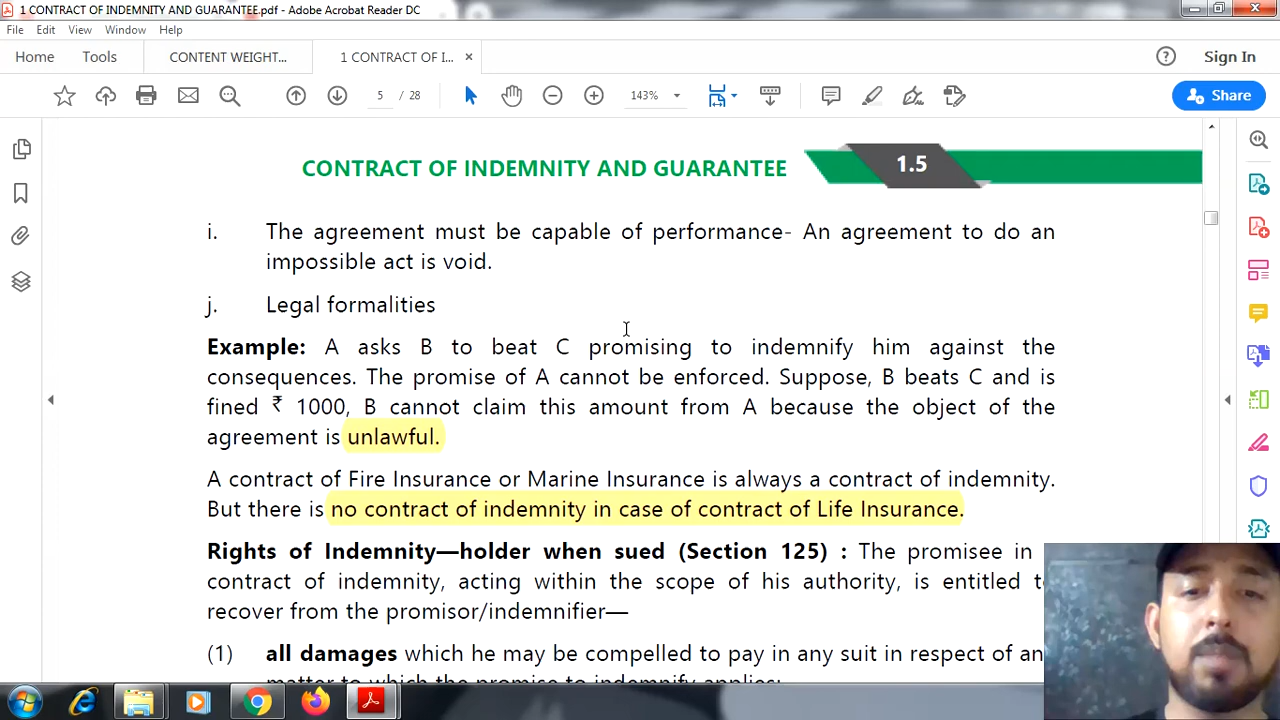 1 CONTRACT OF INDEMNITY AND GUARANTEE.pdf - Adobe Acrobat Reader DC
File Edit View Window Help
Home Tools CONTENT WEIGHT... 1 CONTRACT OF I... × Sign In
5 / 28 143% Share
CONTRACT OF INDEMNITY AND GUARANTEE 1.5
i. The agreement must be capable of performance- An agreement to do an
impossible act is void.
j. Legal formalities
Example: A asks B to beat C promising to indemnify him against the
consequences. The promise of A cannot be enforced. Suppose, B beats C and is
fined ₹ 1000, B cannot claim this amount from A because the object of the
agreement is unlawful.
A contract of Fire Insurance or Marine Insurance is always a contract of indemnity.
But there is no contract of indemnity in case of contract of Life Insurance.
Rights of Indemnity—holder when sued (Section 125) : The promisee in
contract of indemnity, acting within the scope of his authority, is entitled
recover from the promisor/indemnifier—
(1) all damages which he may be compelled to pay in any suit in respect of
matter to which the promise to indemnify applies;